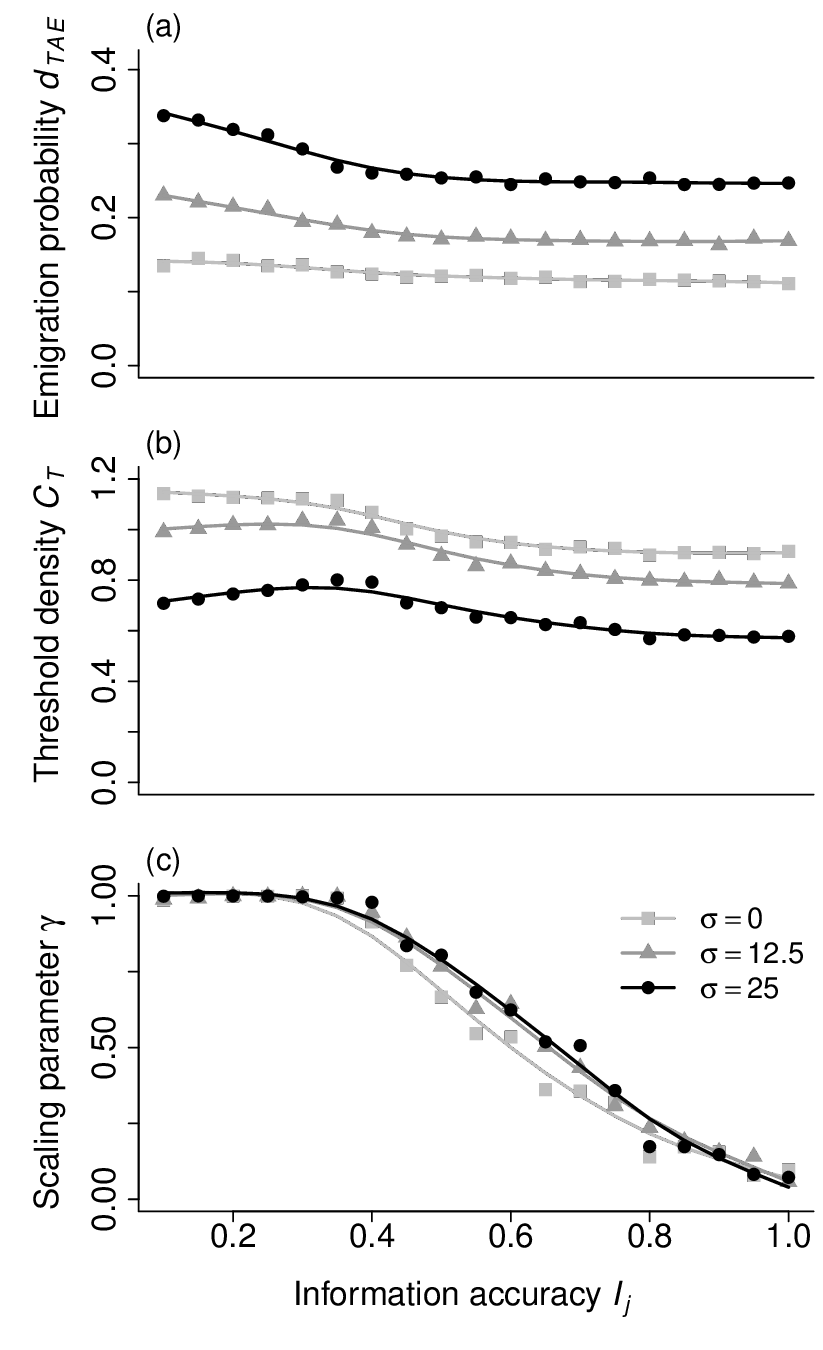 (a)
Emigration probability d_TAE
0.4
0.2
0.0
(b)
Threshold density C_T
1.2
0.8
0.4
0.0
(c)
Scaling parameter γ
1.00
0.50
0.00
σ = 0
σ = 12.5
σ = 25
0.2 0.4 0.6 0.8 1.0
Information accuracy I_j